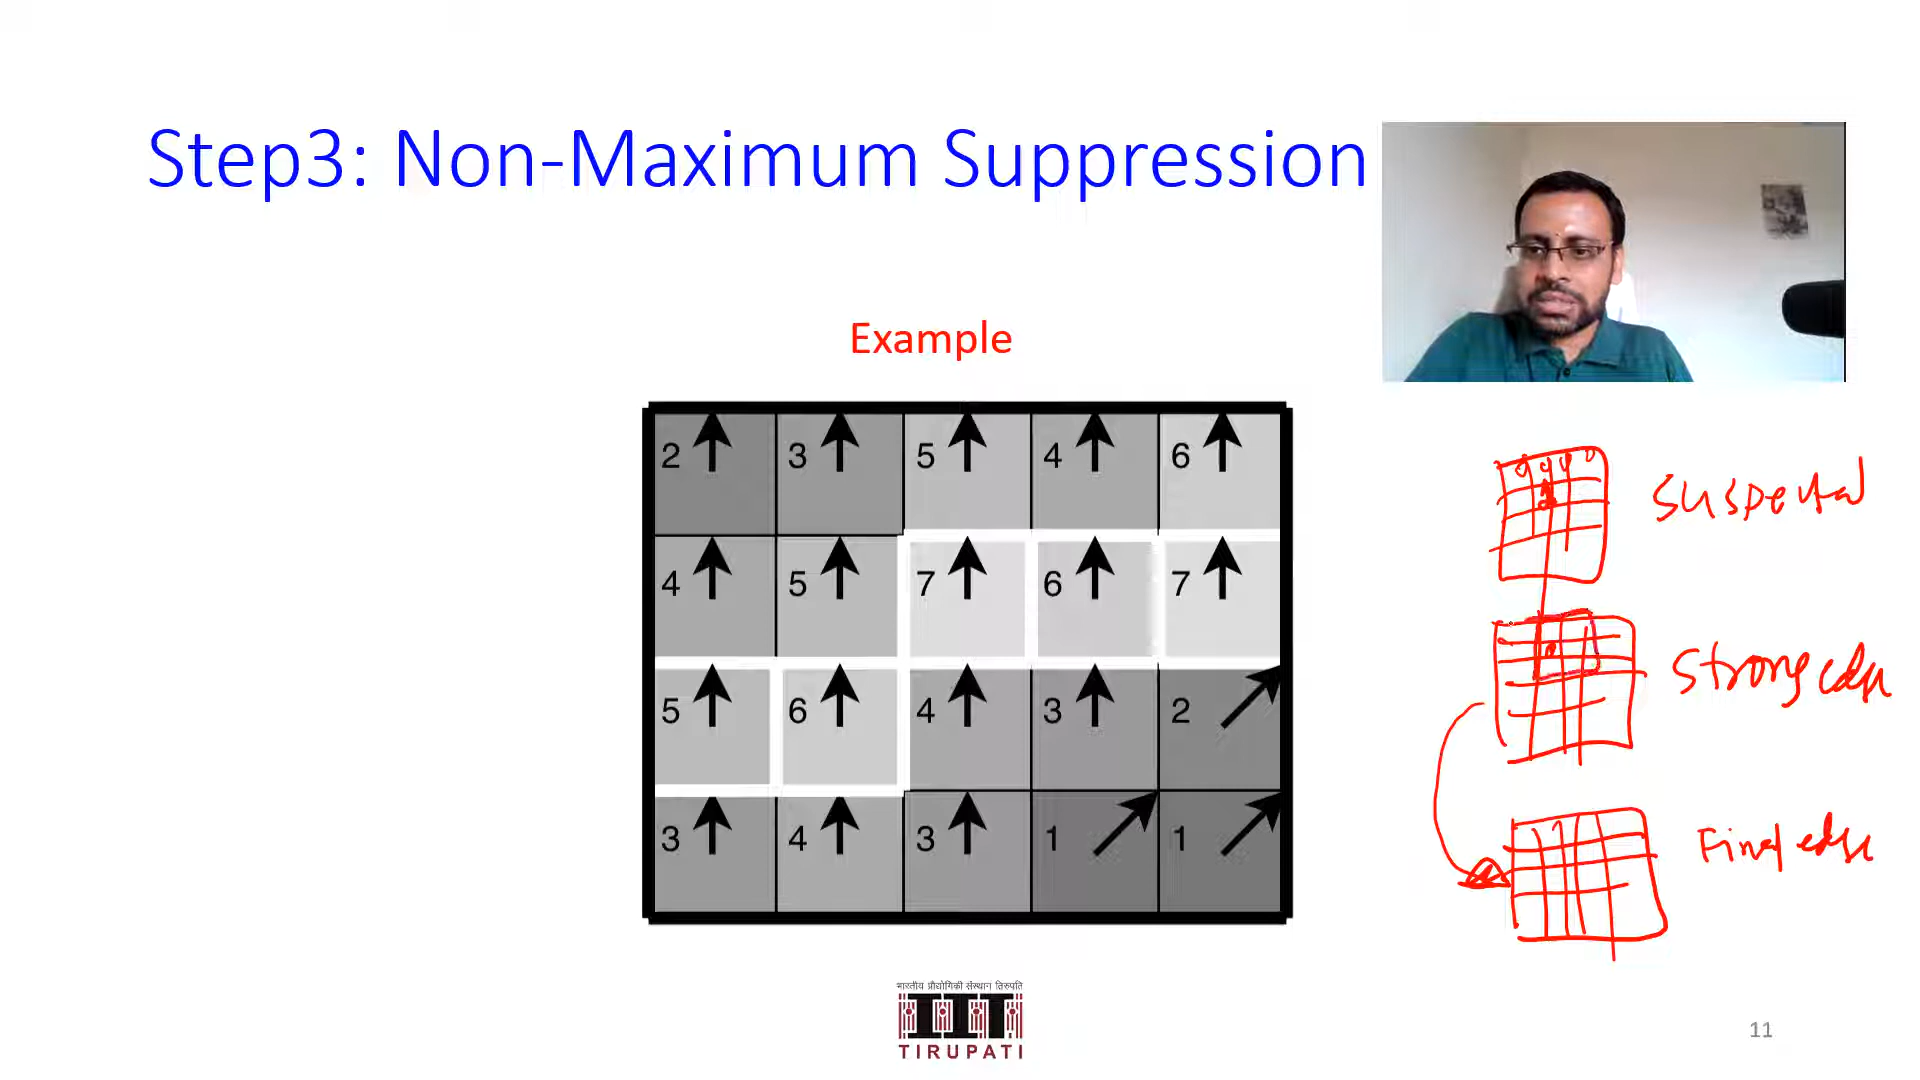 Step3: Non-Maximum Suppression
Example
2 3 5 4 6
4 5 7 6 7
5 6 4 3 2
3 4 3 1 1
Suspected
Strong edge
Final edge
भारतीय प्रौद्योगिकी संस्थान तिरुपति
TIRUPATI
11